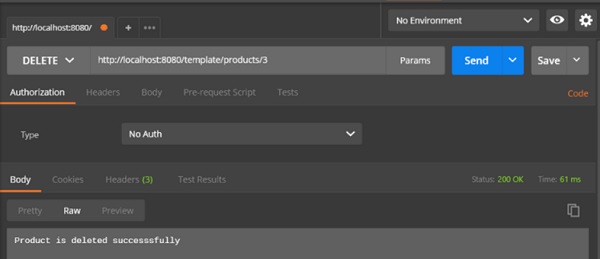 http://localhost:8080/
No Environment
DELETE http://localhost:8080/template/products/3 Params Send Save
Authorization Headers Body Pre-request Script Tests Code
Type No Auth
Body Cookies Headers (3) Test Results Status: 200 OK Time: 61 ms
Pretty Raw Preview
Product is deleted successsfully